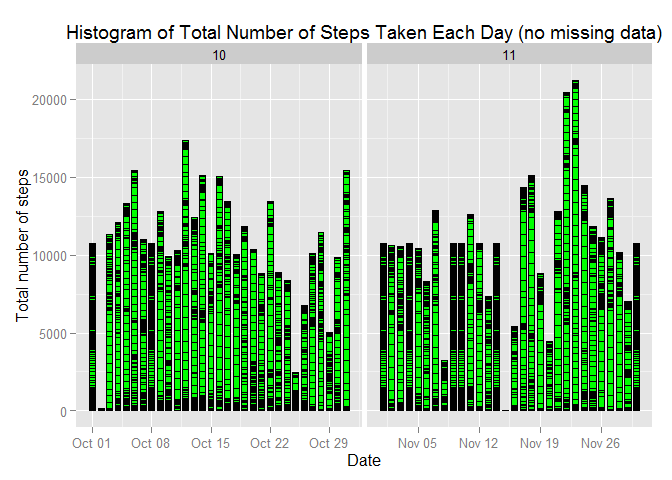 Histogram of Total Number of Steps Taken Each Day (no missing data)
10 11
20000
15000
10000
5000
0
Total number of steps
Oct 01 Oct 08 Oct 15 Oct 22 Oct 29 Nov 05 Nov 12 Nov 19 Nov 26
Date